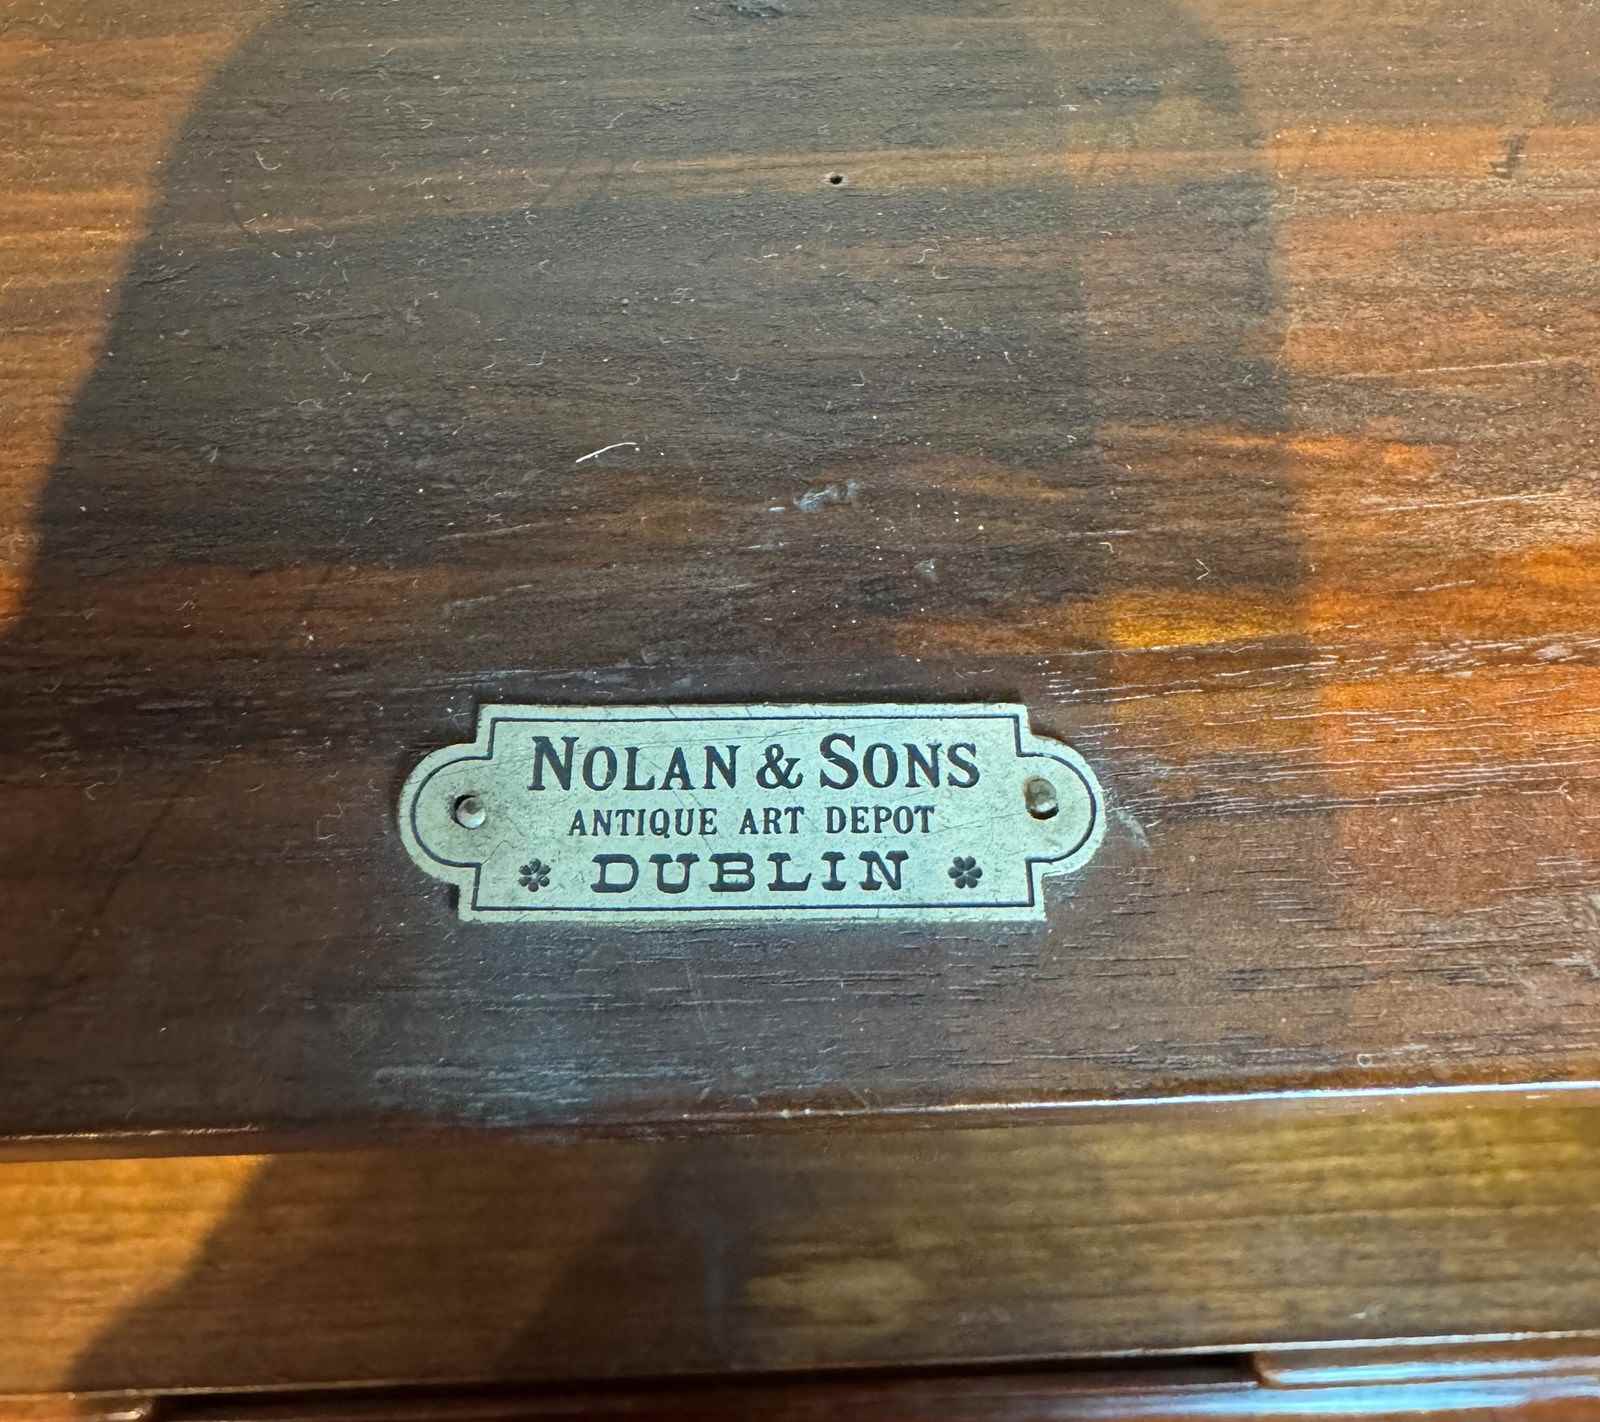 NOLAN & SONS
ANTIQUE ART DEPOT
DUBLIN